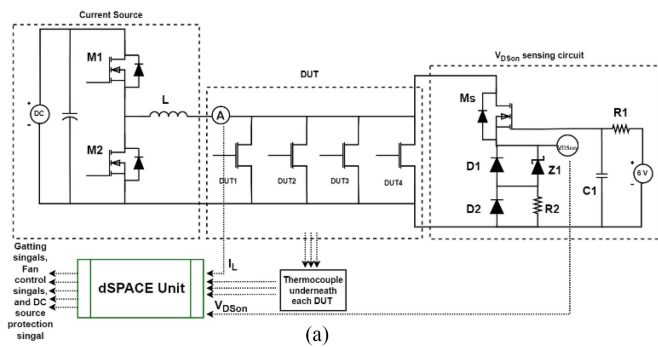 Current Source
DUT
VDSon sensing circuit
M1
M2
DC
L
A
DUT1
DUT2
DUT3
DUT4
Ms
D1
D2
Z1
R2
VDSon
C1
R1
6 V
Gatting
singals,
Fan
control
singals,
and DC
source
protection
singal
dSPACE Unit
IL
VDSon
Thermocouple
underneath
each DUT
(a)